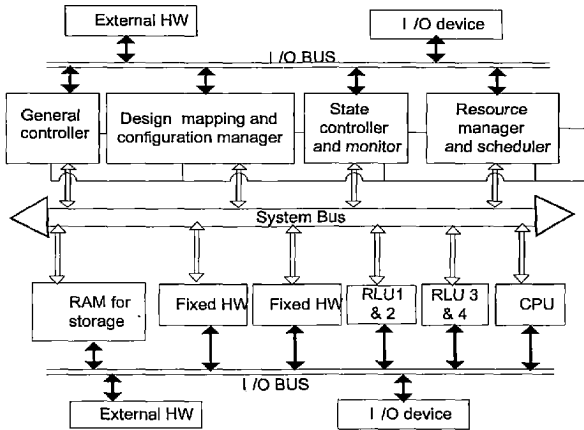 External HW
I/O device
I/O BUS
General
controller
Design mapping and
configuration manager
State
controller
and monitor
Resource
manager
and scheduler
System Bus
RAM for
storage
Fixed HW
Fixed HW
RLU1
& 2
RLU 3
& 4
CPU
I/O BUS
External HW
I/O device